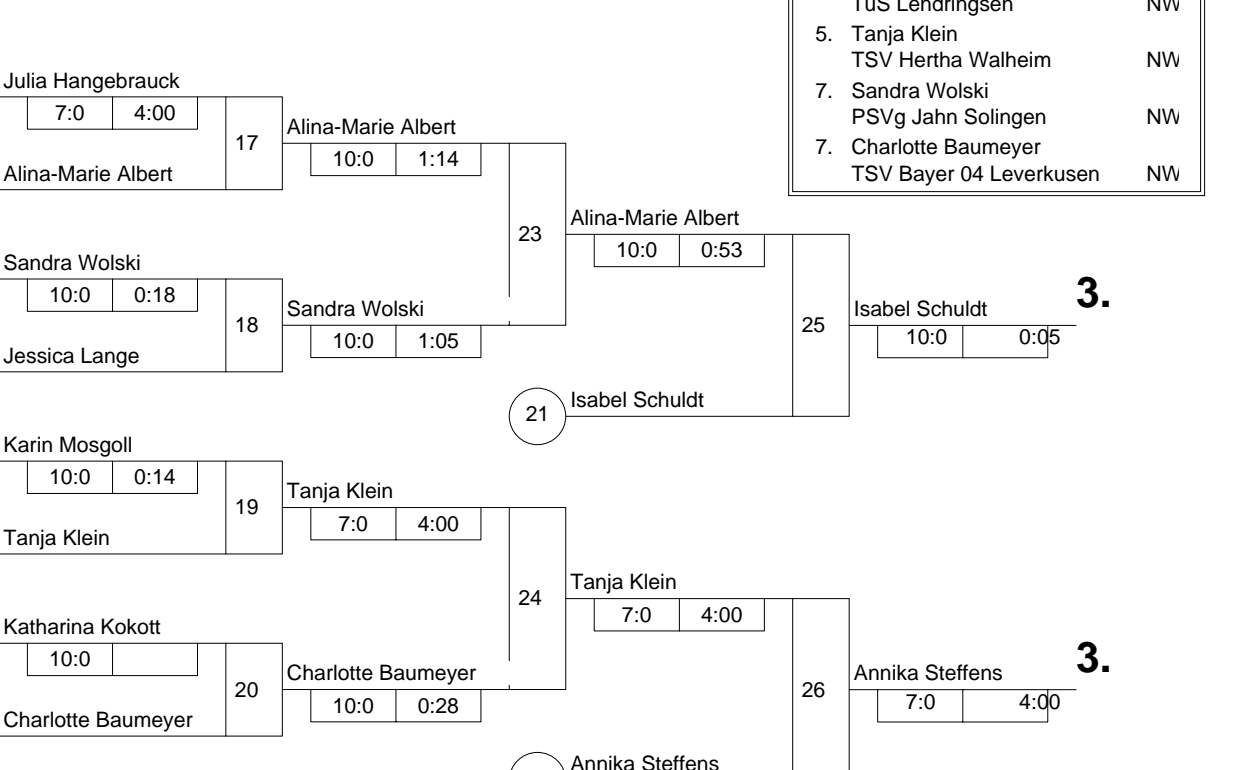 TuS Lendringsen NW
5. Tanja Klein
TSV Hertha Walheim NW
7. Sandra Wolski
PSVg Jahn Solingen NW
7. Charlotte Baumeyer
TSV Bayer 04 Leverkusen NW
Julia Hangebrauck
7:0 4:00
17
Alina-Marie Albert
Alina-Marie Albert
10:0 1:14
23
Alina-Marie Albert
10:0 0:53
Sandra Wolski
10:0 0:18
18
Jessica Lange
Sandra Wolski
10:0 1:05
25
Isabel Schuldt
10:0 0:05
3.
21
Isabel Schuldt
Karin Mosgoll
10:0 0:14
19
Tanja Klein
Tanja Klein
7:0 4:00
24
Tanja Klein
7:0 4:00
Katharina Kokott
10:0
20
Charlotte Baumeyer
Charlotte Baumeyer
10:0 0:28
26
Annika Steffens
7:0 4:00
3.
Annika Steffens